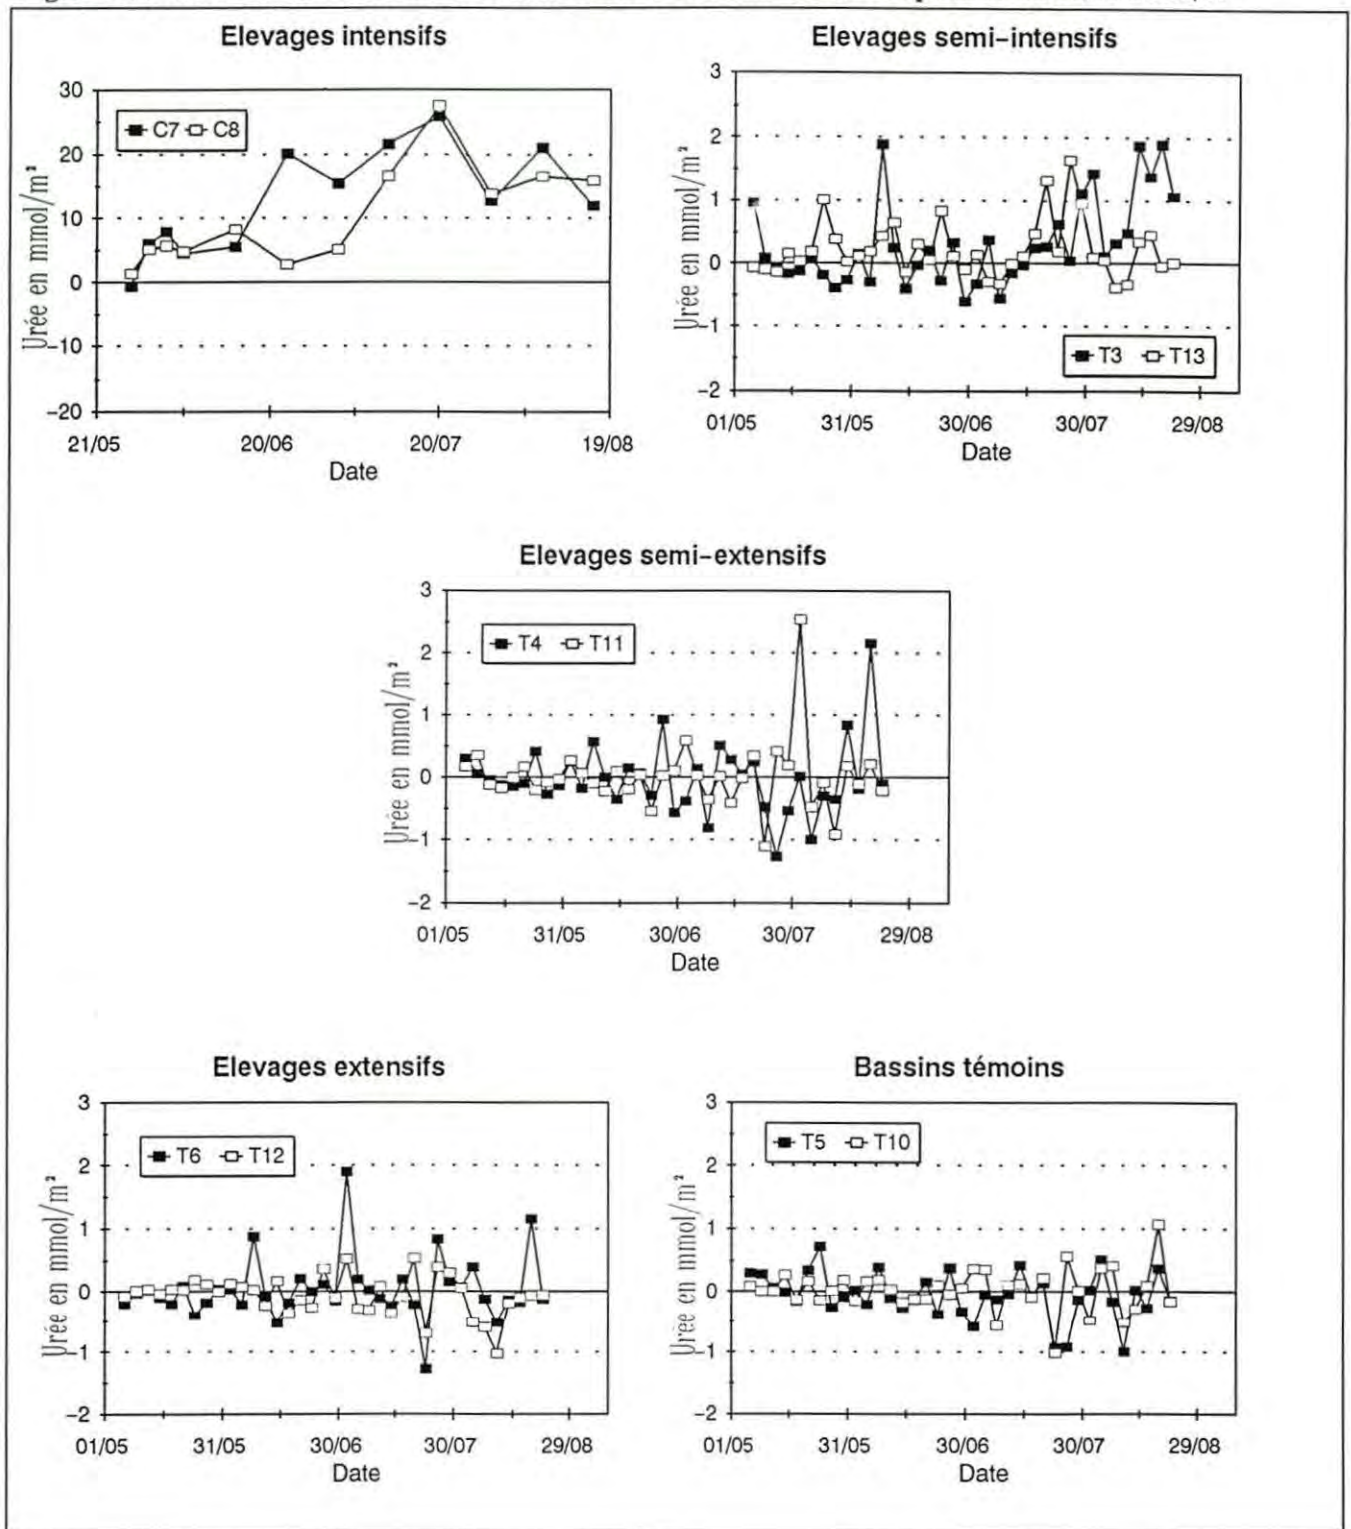 Elevages intensifs
30
20
10
0
-10
-20
Urée en mmol/m²
C7 C8
21/05 20/06 20/07 19/08
Date
Elevages semi-intensifs
3
2
1
0
-1
-2
Urée en mmol/m²
T3 T13
01/05 31/05 30/06 30/07 29/08
Date
Elevages semi-extensifs
3
2
1
0
-1
-2
Urée en mmol/m²
T4 T11
01/05 31/05 30/06 30/07 29/08
Date
Elevages extensifs
3
2
1
0
-1
-2
Urée en mmol/m²
T6 T12
01/05 31/05 30/06 30/07 29/08
Date
Bassins témoins
3
2
1
0
-1
-2
Urée en mmol/m²
T5 T10
01/05 31/05 30/06 30/07 29/08
Date